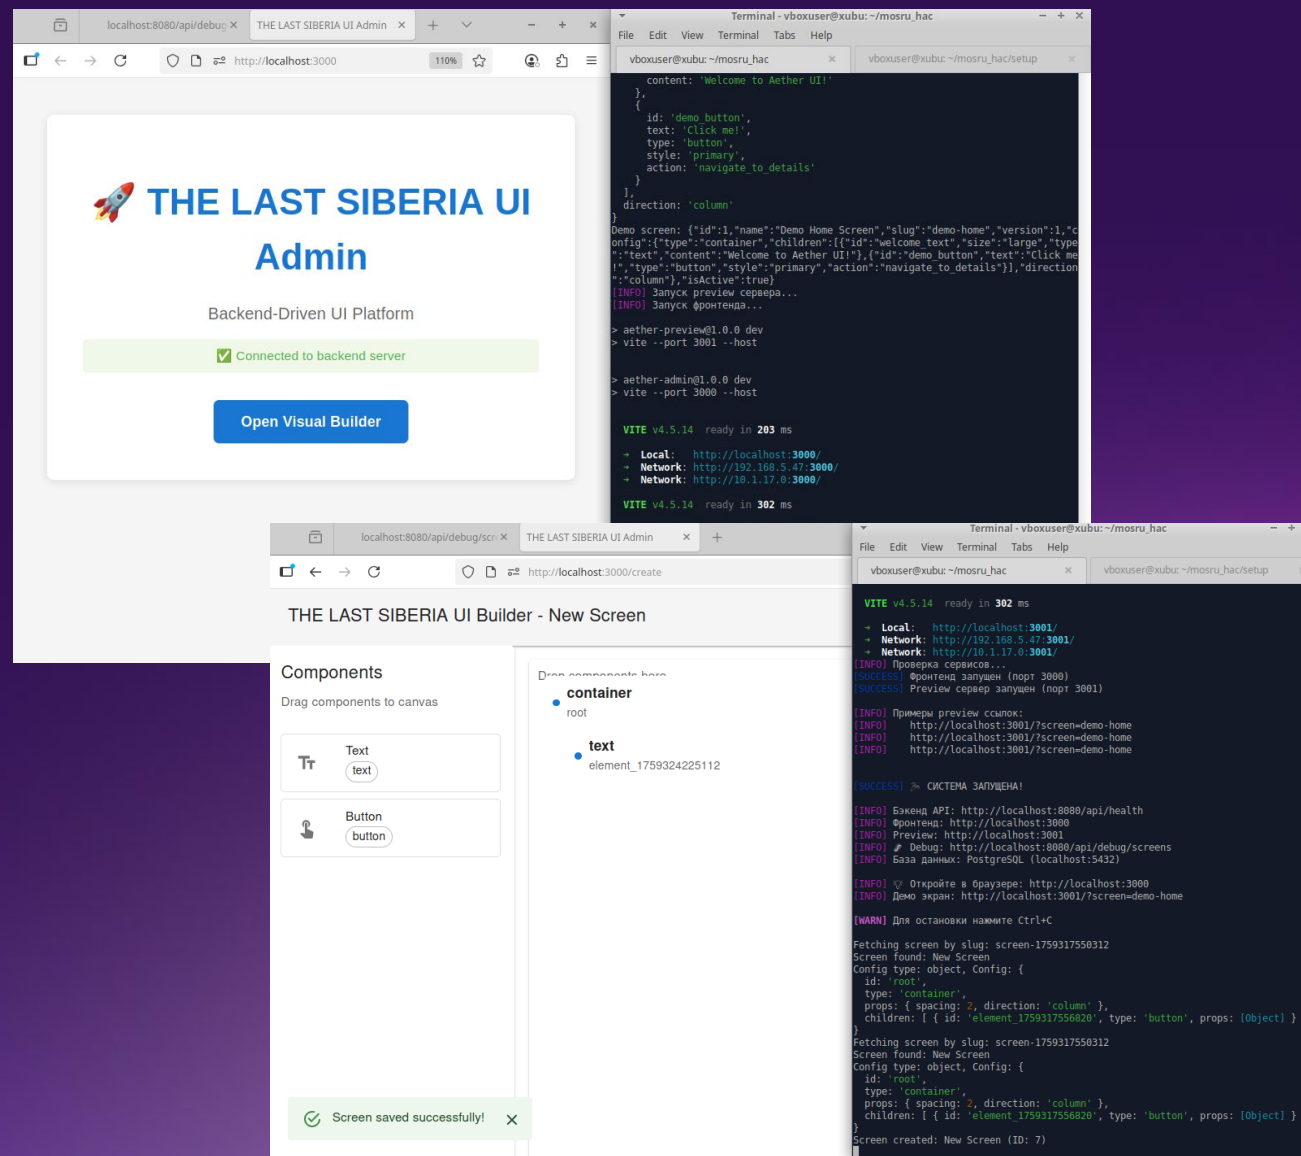 localhost:8080/api/debug
THE LAST SIBERIA UI Admin
http://localhost:3000
110%
🚀 THE LAST SIBERIA UI
Admin
Backend-Driven UI Platform
✅ Connected to backend server
Open Visual Builder
Terminal - vboxuser@xubu: ~/mosru_hac
File Edit View Terminal Tabs Help
vboxuser@xubu: ~/mosru_hac
vboxuser@xubu: ~/mosru_hac/setup
content: 'Welcome to Aether UI!'
},
{
id: 'demo_button',
text: 'Click me!',
type: 'button',
style: 'primary',
action: 'navigate_to_details'
}
],
direction: 'column'
}
Demo screen: {"id":1,"name":"Demo Home Screen","slug":"demo-home","version":1,"c
onfig":{"type":"container","children":[{"id":"welcome_text","size":"large","type
":"text","content":"Welcome to Aether UI!"},{"id":"demo_button","text":"Click me
!","type":"button","style":"primary","action":"navigate_to_details"}],"direction
":"column"},"isActive":true}
[INFO] Запуск preview сервера...
[INFO] Запуск фронтенда...
> aether-preview@1.0.0 dev
> vite --port 3001 --host
> aether-admin@1.0.0 dev
> vite --port 3000 --host
VITE v4.5.14 ready in 203 ms
➜ Local: http://localhost:3000/
➜ Network: http://192.168.5.47:3000/
➜ Network: http://10.1.17.0:3000/
VITE v4.5.14 ready in 302 ms
localhost:8080/api/debug/scr
THE LAST SIBERIA UI Admin
http://localhost:3000/create
THE LAST SIBERIA UI Builder - New Screen
Components
Drag components to canvas
Text
text
Button
button
Drop components here
container
root
text
element_1759324225112
Screen saved successfully!
Terminal - vboxuser@xubu: ~/mosru_hac
File Edit View Terminal Tabs Help
vboxuser@xubu: ~/mosru_hac
vboxuser@xubu: ~/mosru_hac/setup
VITE v4.5.14 ready in 302 ms
➜ Local: http://localhost:3001/
➜ Network: http://192.168.5.47:3001/
➜ Network: http://10.1.17.0:3001/
[INFO] Проверка сервисов...
[SUCCESS] Фронтенд запущен (порт 3000)
[SUCCESS] Preview сервер запущен (порт 3001)
[INFO] Примеры preview ссылок:
[INFO] http://localhost:3001/?screen=demo-home
[INFO] http://localhost:3001/?screen=demo-home
[INFO] http://localhost:3001/?screen=demo-home
[SUCCESS] СИСТЕМА ЗАПУЩЕНА!
[INFO] Бэкенд API: http://localhost:8080/api/health
[INFO] Фронтенд: http://localhost:3000
[INFO] Preview: http://localhost:3001
[INFO] Debug: http://localhost:8080/api/debug/screens
[INFO] База данных: PostgreSQL (localhost:5432)
[INFO] Откройте в браузере: http://localhost:3000
[INFO] Демо экран: http://localhost:3001/?screen=demo-home
[WARN] Для остановки нажмите Ctrl+C
Fetching screen by slug: screen-1759317550312
Screen found: New Screen
Config type: object, Config: {
id: 'root',
type: 'container',
props: { spacing: 2, direction: 'column' },
children: [ { id: 'element_1759317556820', type: 'button', props: [Object] }
}
Fetching screen by slug: screen-1759317550312
Screen found: New Screen
Config type: object, Config: {
id: 'root',
type: 'container',
props: { spacing: 2, direction: 'column' },
children: [ { id: 'element_1759317556820', type: 'button', props: [Object] }
}
Screen created: New Screen (ID: 7)